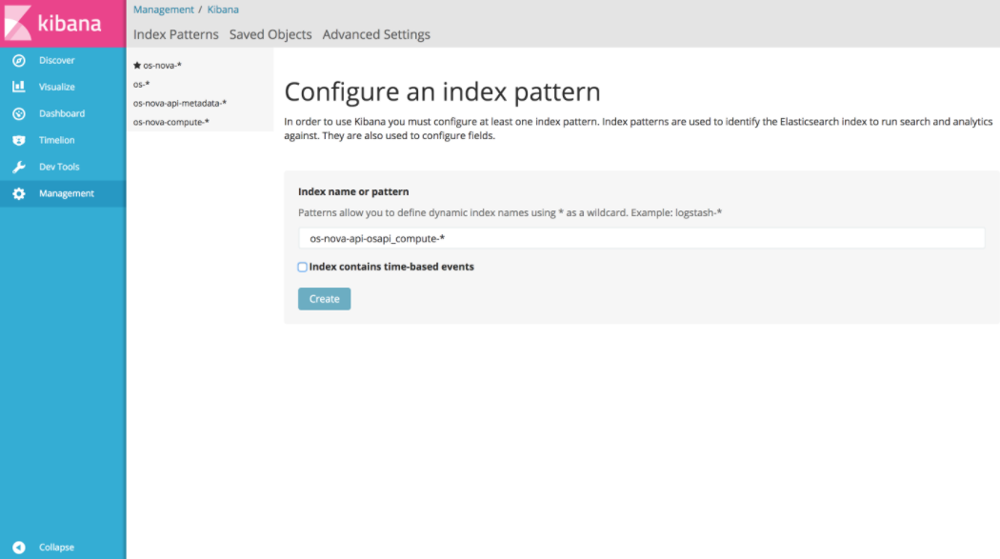 kibana
Discover
Visualize
Dashboard
Timelion
Dev Tools
Management
Collapse
Management / Kibana
Index Patterns Saved Objects Advanced Settings
★ os-nova-*
os-*
os-nova-api-metadata-*
os-nova-compute-*
Configure an index pattern
In order to use Kibana you must configure at least one index pattern. Index patterns are used to identify the Elasticsearch index to run search and analytics
against. They are also used to configure fields.
Index name or pattern
Patterns allow you to define dynamic index names using * as a wildcard. Example: logstash-*
os-nova-api-osapi_compute-*
Index contains time-based events
Create